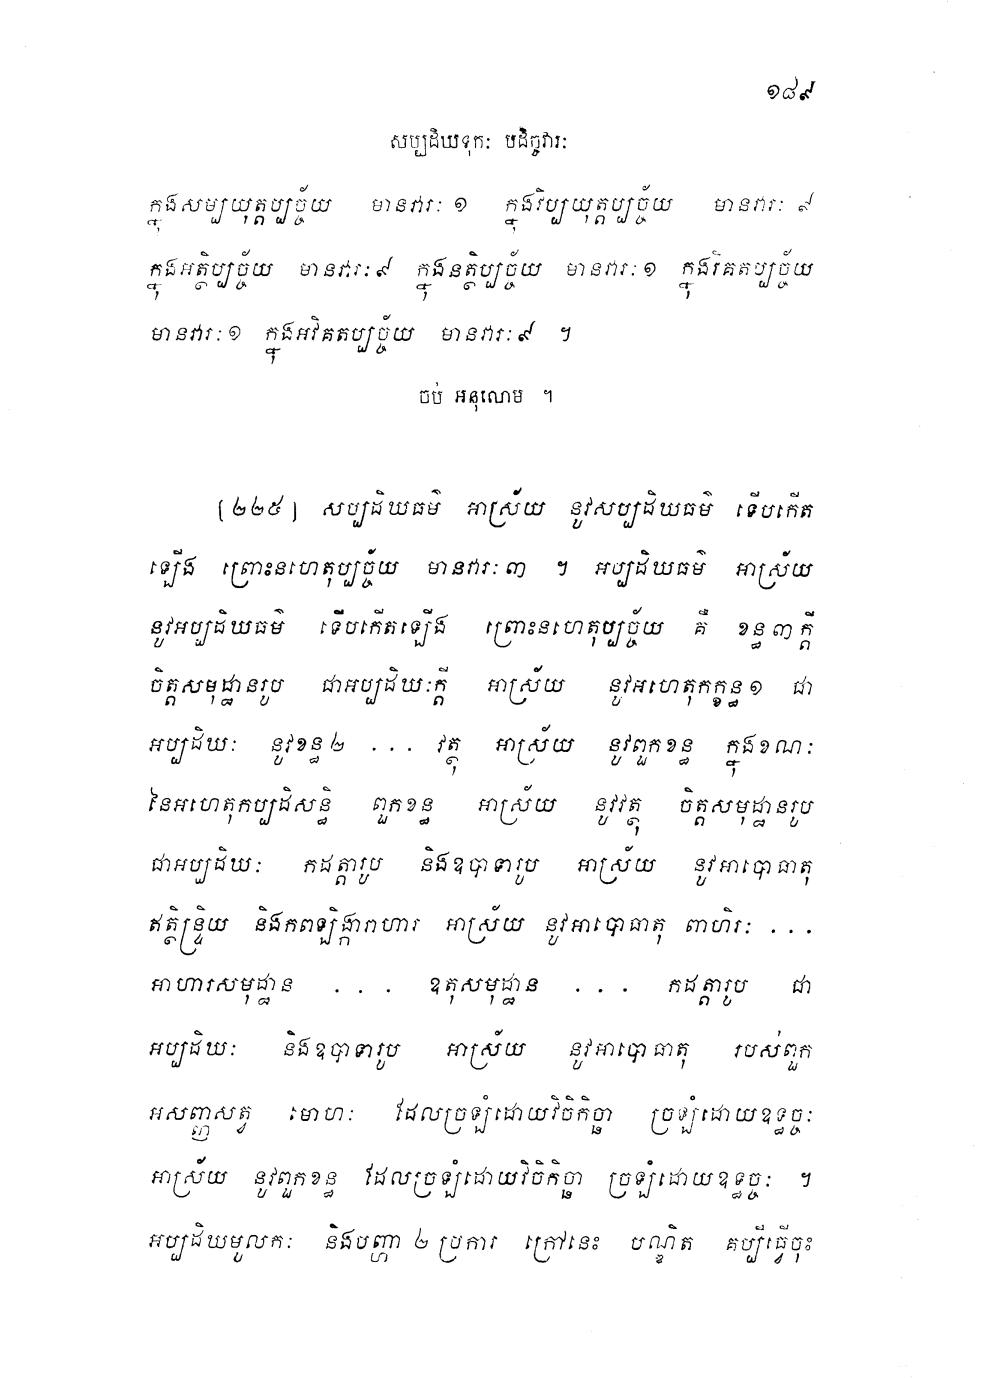 ១៨៩
សប្បដិឃទុកៈ បដិច្ចវារៈ
ក្នុងសម្បយុត្តប្បច្ច័យ មានវារៈ ១ ក្នុងវិប្បយុត្តប្បច្ច័យ មានវារៈ ៩
ក្នុងអត្ថិប្បច្ច័យ មានវារៈ ៩ ក្នុងនត្ថិប្បច្ច័យ មានវារៈ ១ ក្នុងវិគតប្បច្ច័យ
មានវារៈ ១ ក្នុងអវិគតប្បច្ច័យ មានវារៈ ៩ ។
ចប់ អនុលោម ។
[២២៥] សប្បដិឃធម៌ អាស្រ័យ នូវសប្បដិឃធម៌ ទើបកើត
ឡើង ព្រោះនហេតុប្បច្ច័យ មានវារៈ ៣ ។ អប្បដិឃធម៌ អាស្រ័យ
នូវអប្បដិឃធម៌ ទើបកើតឡើង ព្រោះនហេតុប្បច្ច័យ គឺ ខន្ធ ៣ ក្តី
ចិត្តសមុដ្ឋានរូប ជាអប្បដិឃៈក្តី អាស្រ័យ នូវអហេតុកក្ខន្ធ ១ ជា
អប្បដិឃៈ នូវខន្ធ ២ ... វត្ថុ អាស្រ័យ នូវពួកខន្ធ ក្នុងខណៈ
នៃអហេតុកប្បដិសន្ធិ ពួកខន្ធ អាស្រ័យ នូវវត្ថុ ចិត្តសមុដ្ឋានរូប
ជាអប្បដិឃៈ កដត្តារូប និងឧបាទារូប អាស្រ័យ នូវអាបោធាតុ
ឥត្ថិន្ទ្រិយ និងកពឡិង្ការាហារ អាស្រ័យ នូវអាបោធាតុ ពាហិរៈ ...
អាហារសមុដ្ឋាន ... ឧតុសមុដ្ឋាន ... កដត្តារូប ជា
អប្បដិឃៈ និងឧបាទារូប អាស្រ័យ នូវអាបោធាតុ របស់ពួក
អសញ្ញសត្វ មោហៈ ដែលច្រឡំដោយវិចិកិច្ឆា ច្រឡំដោយឧទ្ធច្ចៈ
អាស្រ័យ នូវពួកខន្ធ ដែលច្រឡំដោយវិចិកិច្ឆា ច្រឡំដោយឧទ្ធច្ចៈ ។
អប្បដិឃមូលកៈ និងបញ្ហា ២ ប្រការ ក្រៅនេះ បណ្ឌិត គប្បីធ្វើចុះ